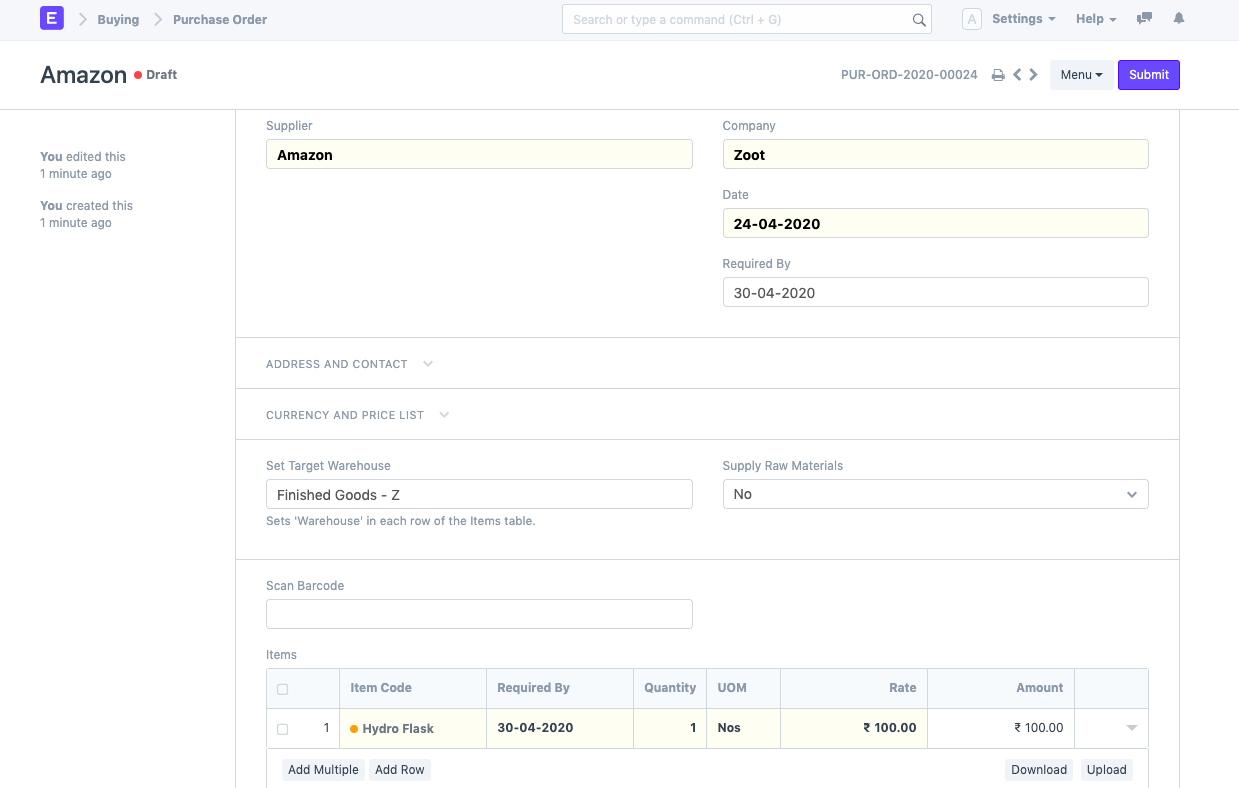 E Buying Purchase Order Search or type a command (Ctrl + G) A Settings Help
Amazon Draft PUR-ORD-2020-00024 Menu Submit
You edited this
1 minute ago
You created this
1 minute ago
Supplier
Amazon
Company
Zoot
Date
24-04-2020
Required By
30-04-2020
ADDRESS AND CONTACT
CURRENCY AND PRICE LIST
Set Target Warehouse
Finished Goods - Z
Sets 'Warehouse' in each row of the Items table.
Supply Raw Materials
No
Scan Barcode
Items
Item Code Required By Quantity UOM Rate Amount
1 Hydro Flask 30-04-2020 1 Nos ₹ 100.00 ₹ 100.00
Add Multiple Add Row Download Upload